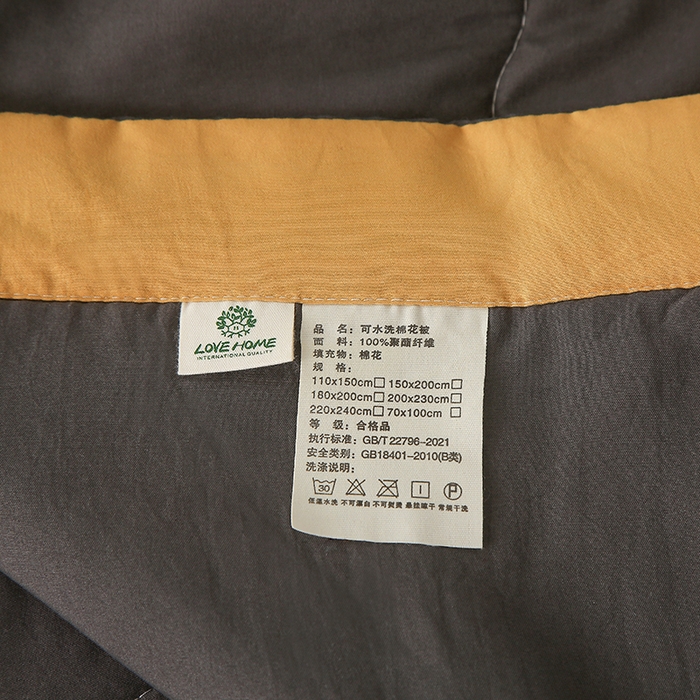 LOVE HOME
INTERNATIONAL QUALITY
品 名：可水洗棉花被
面 料：100%聚酯纤维
填充物：棉花
规 格：
110x150cm□ 150x200cm□
180x200cm□ 200x230cm□
220x240cm□ 70x100cm □
等 级：合格品
执行标准：GB/T 22796-2021
安全类别：GB18401-2010(B类)
洗涤说明：
30 P
低温水洗 不可漂白 不可熨烫 悬挂晾干 常规干洗